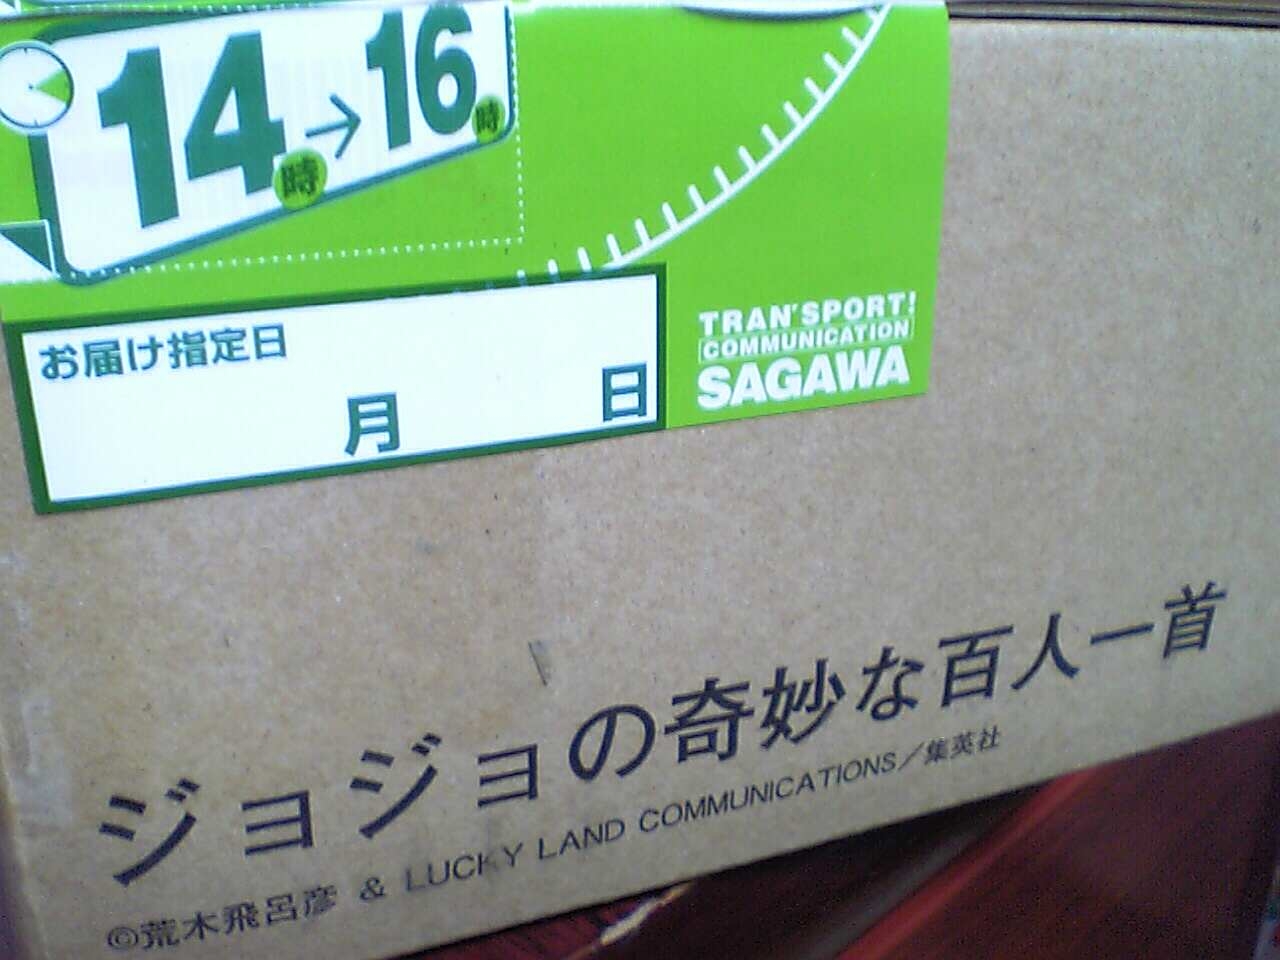 14時→16時
お届け指定日
月 日
TRAN'SPORT!
COMMUNICATION
SAGAWA
ジョジョの奇妙な百人一首
©荒木飛呂彦 & LUCKY LAND COMMUNICATIONS/集英社